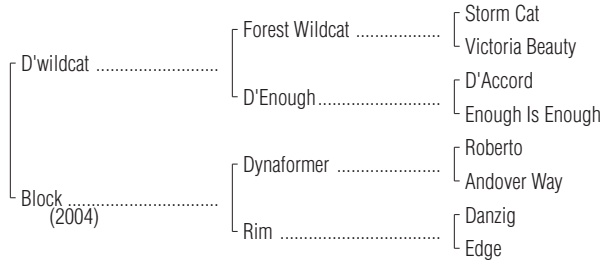 Storm Cat
Forest Wildcat ..................
Victoria Beauty
D'wildcat ..........................
D'Accord
D'Enough..........................
Enough Is Enough
Roberto
Dynaformer ......................
Andover Way
Block ................................
(2004)
Danzig
Rim ..................................
Edge